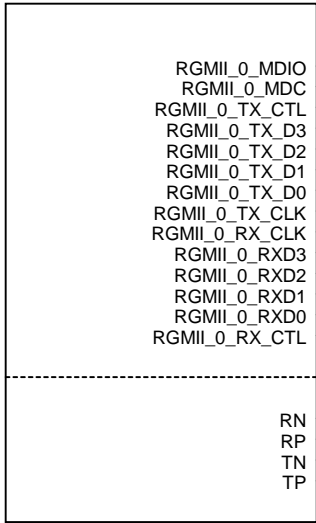 RGMII_0_MDIO
RGMII_0_MDC
RGMII_0_TX_CTL
RGMII_0_TX_D3
RGMII_0_TX_D2
RGMII_0_TX_D1
RGMII_0_TX_D0
RGMII_0_TX_CLK
RGMII_0_RX_CLK
RGMII_0_RXD3
RGMII_0_RXD2
RGMII_0_RXD1
RGMII_0_RXD0
RGMII_0_RX_CTL
RN
RP
TN
TP